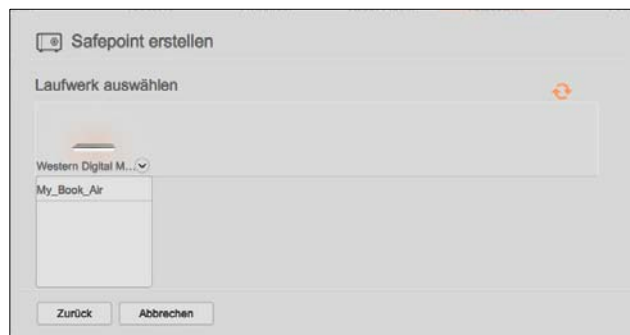 Safepoint erstellen
Laufwerk auswählen
Western Digital M...
My_Book_Air
Zurück
Abbrechen